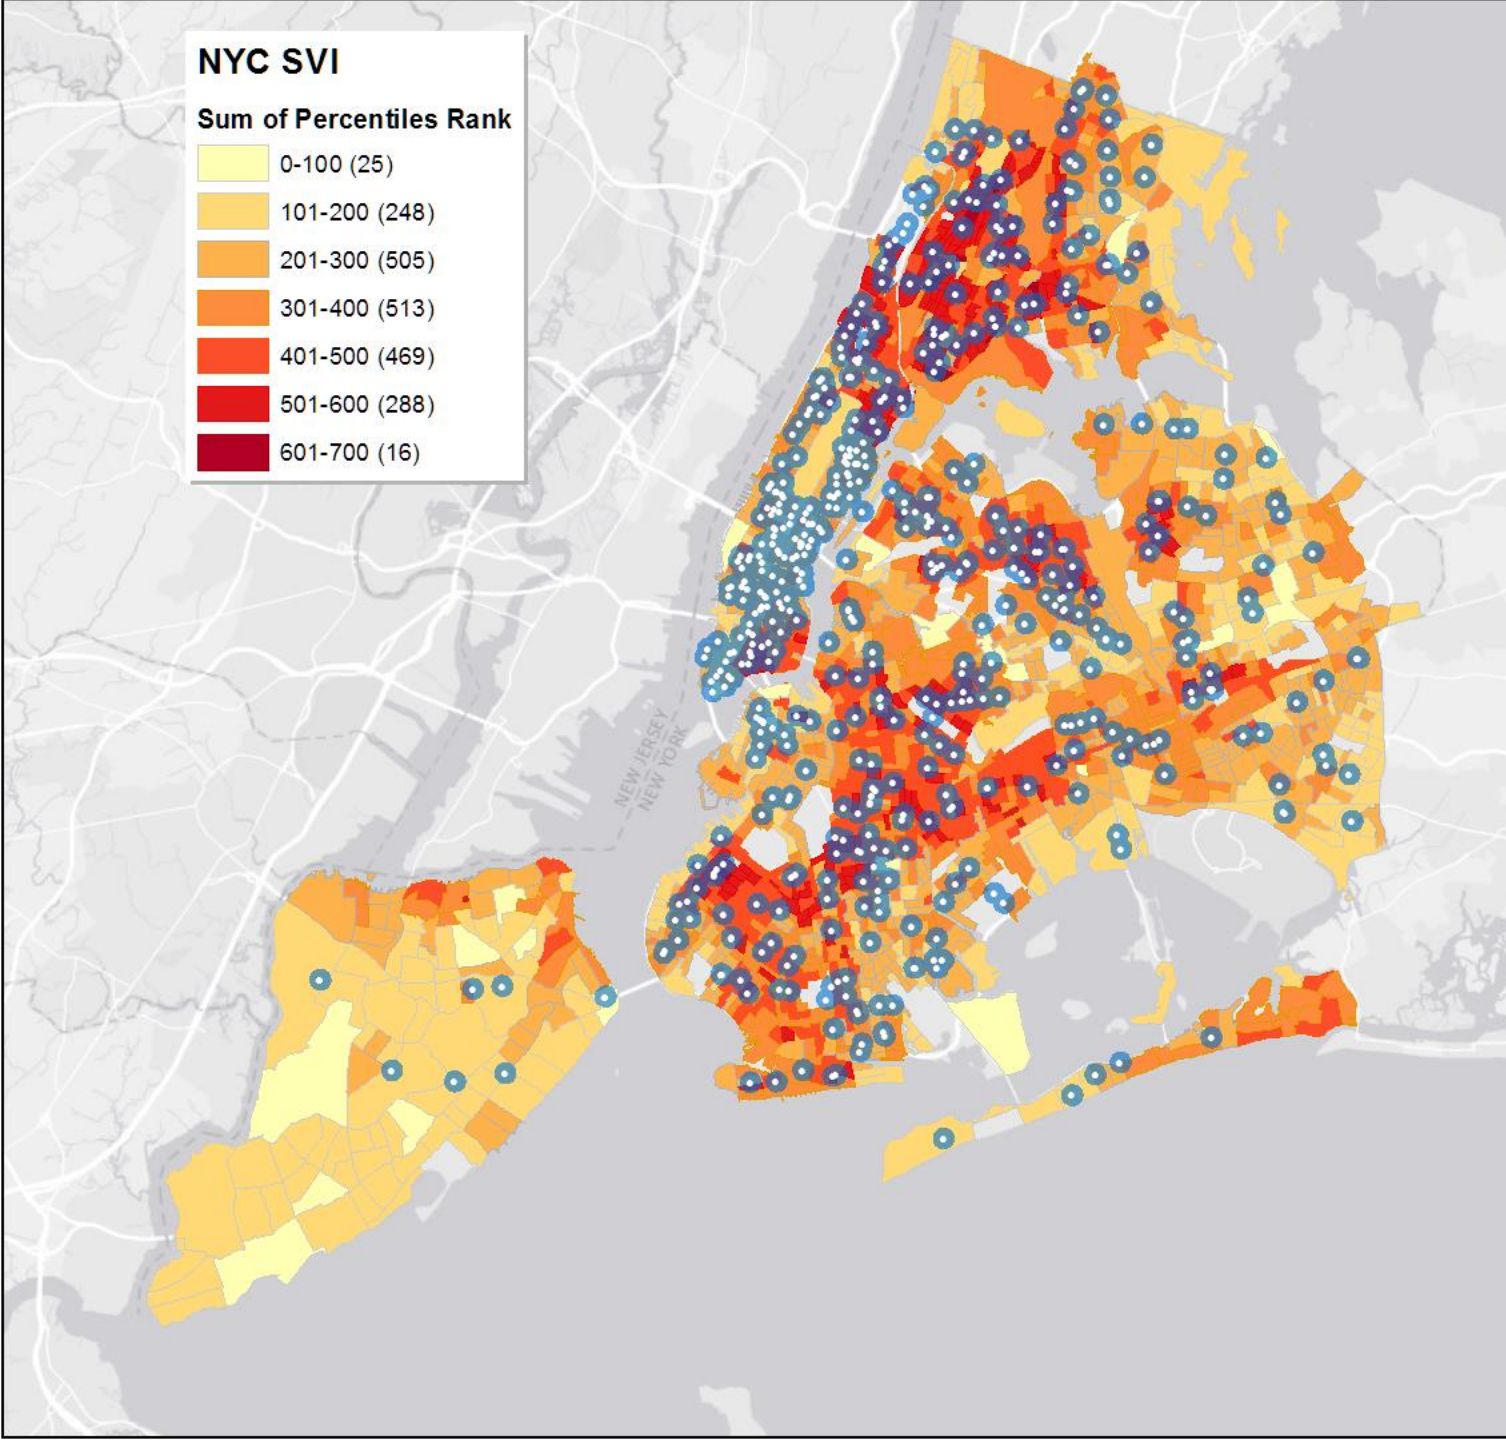 NYC SVI
Sum of Percentiles Rank
0-100 (25)
101-200 (248)
201-300 (505)
301-400 (513)
401-500 (469)
501-600 (288)
601-700 (16)
NEW JERSEY
NEW YORK